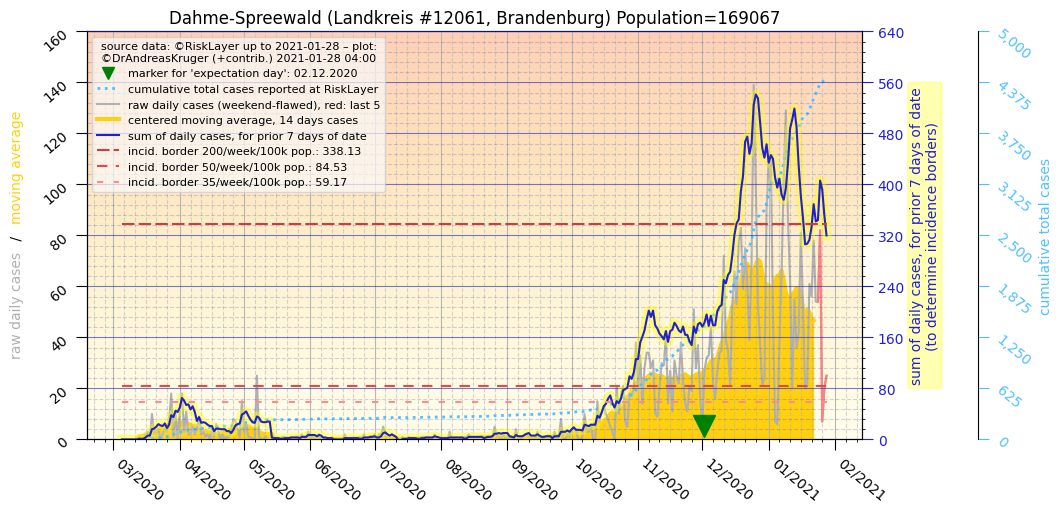 Dahme-Spreewald (Landkreis #12061, Brandenburg) Population=169067
source data: ©RiskLayer up to 2021-01-28 – plot:
©DrAndreasKruger (+contrib.) 2021-01-28 04:00
marker for 'expectation day': 02.12.2020
cumulative total cases reported at RiskLayer
raw daily cases (weekend-flawed), red: last 5
centered moving average, 14 days cases
sum of daily cases, for prior 7 days of date
incid. border 200/week/100k pop.: 338.13
incid. border 50/week/100k pop.: 84.53
incid. border 35/week/100k pop.: 59.17
raw daily cases / moving average
160
140
120
100
80
60
40
20
0
03/2020
04/2020
05/2020
06/2020
07/2020
08/2020
09/2020
10/2020
11/2020
12/2020
01/2021
02/2021
640
560
480
400
320
240
160
80
0
sum of daily cases, for prior 7 days of date
(to determine incidence borders)
5,000
4,375
3,750
3,125
2,500
1,875
1,250
625
0
cumulative total cases